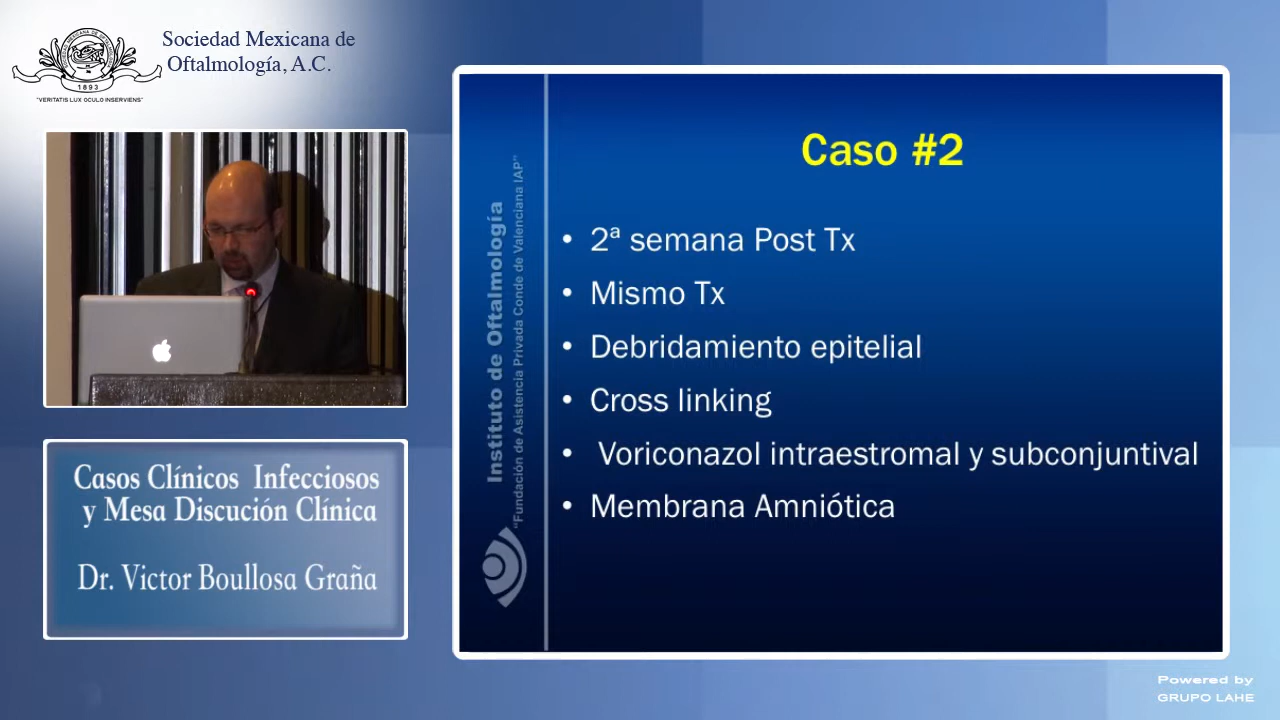 Sociedad Mexicana de
Oftalmología, A.C.
1893
"VERITATIS LUX OCULO INSERVIENS"
Casos Clínicos Infecciosos
y Mesa Discución Clínica
Dr. Victor Boullosa Graña
Instituto de Oftalmología
"Fundación de Asistencia Privada Conde de Valenciana IAP"
Caso #2
• 2ª semana Post Tx
• Mismo Tx
• Debridamiento epitelial
• Cross linking
• Voriconazol intraestromal y subconjuntival
• Membrana Amniótica
Powered by
GRUPO LAHE